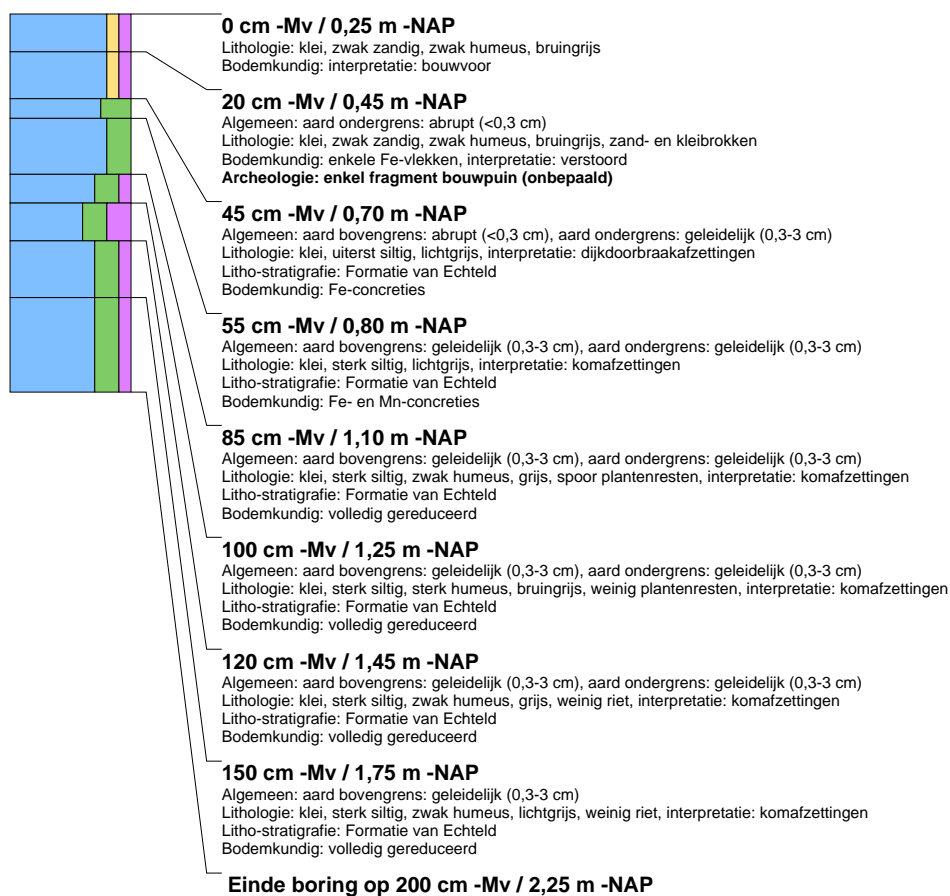 0 cm -Mv / 0,25 m -NAP
Lithologie: klei, zwak zandig, zwak humeus, bruingrijs
Bodemkundig: interpretatie: bouwvoor
20 cm -Mv / 0,45 m -NAP
Algemeen: aard ondergrens: abrupt (<0,3 cm)
Lithologie: klei, zwak zandig, zwak humeus, bruingrijs, zand- en kleibrokken
Bodemkundig: enkele Fe-vlekken, interpretatie: verstoord
Archeologie: enkel fragment bouwpuin (onbepaald)
45 cm -Mv / 0,70 m -NAP
Algemeen: aard bovengrens: abrupt (<0,3 cm), aard ondergrens: geleidelijk (0,3-3 cm)
Lithologie: klei, uiterst siltig, lichtgrijs, interpretatie: dijkdoorbraakafzettingen
Litho-stratigrafie: Formatie van Echteld
Bodemkundig: Fe-concreties
55 cm -Mv / 0,80 m -NAP
Algemeen: aard bovengrens: geleidelijk (0,3-3 cm), aard ondergrens: geleidelijk (0,3-3 cm)
Lithologie: klei, sterk siltig, lichtgrijs, interpretatie: komafzettingen
Litho-stratigrafie: Formatie van Echteld
Bodemkundig: Fe- en Mn-concreties
85 cm -Mv / 1,10 m -NAP
Algemeen: aard bovengrens: geleidelijk (0,3-3 cm), aard ondergrens: geleidelijk (0,3-3 cm)
Lithologie: klei, sterk siltig, zwak humeus, grijs, spoor plantenresten, interpretatie: komafzettingen
Litho-stratigrafie: Formatie van Echteld
Bodemkundig: volledig gereduceerd
100 cm -Mv / 1,25 m -NAP
Algemeen: aard bovengrens: geleidelijk (0,3-3 cm), aard ondergrens: geleidelijk (0,3-3 cm)
Lithologie: klei, sterk siltig, sterk humeus, bruingrijs, weinig plantenresten, interpretatie: komafzettingen
Litho-stratigrafie: Formatie van Echteld
Bodemkundig: volledig gereduceerd
120 cm -Mv / 1,45 m -NAP
Algemeen: aard bovengrens: geleidelijk (0,3-3 cm), aard ondergrens: geleidelijk (0,3-3 cm)
Lithologie: klei, sterk siltig, zwak humeus, grijs, weinig riet, interpretatie: komafzettingen
Litho-stratigrafie: Formatie van Echteld
Bodemkundig: volledig gereduceerd
150 cm -Mv / 1,75 m -NAP
Algemeen: aard bovengrens: geleidelijk (0,3-3 cm)
Lithologie: klei, sterk siltig, zwak humeus, lichtgrijs, weinig riet, interpretatie: komafzettingen
Litho-stratigrafie: Formatie van Echteld
Bodemkundig: volledig gereduceerd
Einde boring op 200 cm -Mv / 2,25 m -NAP